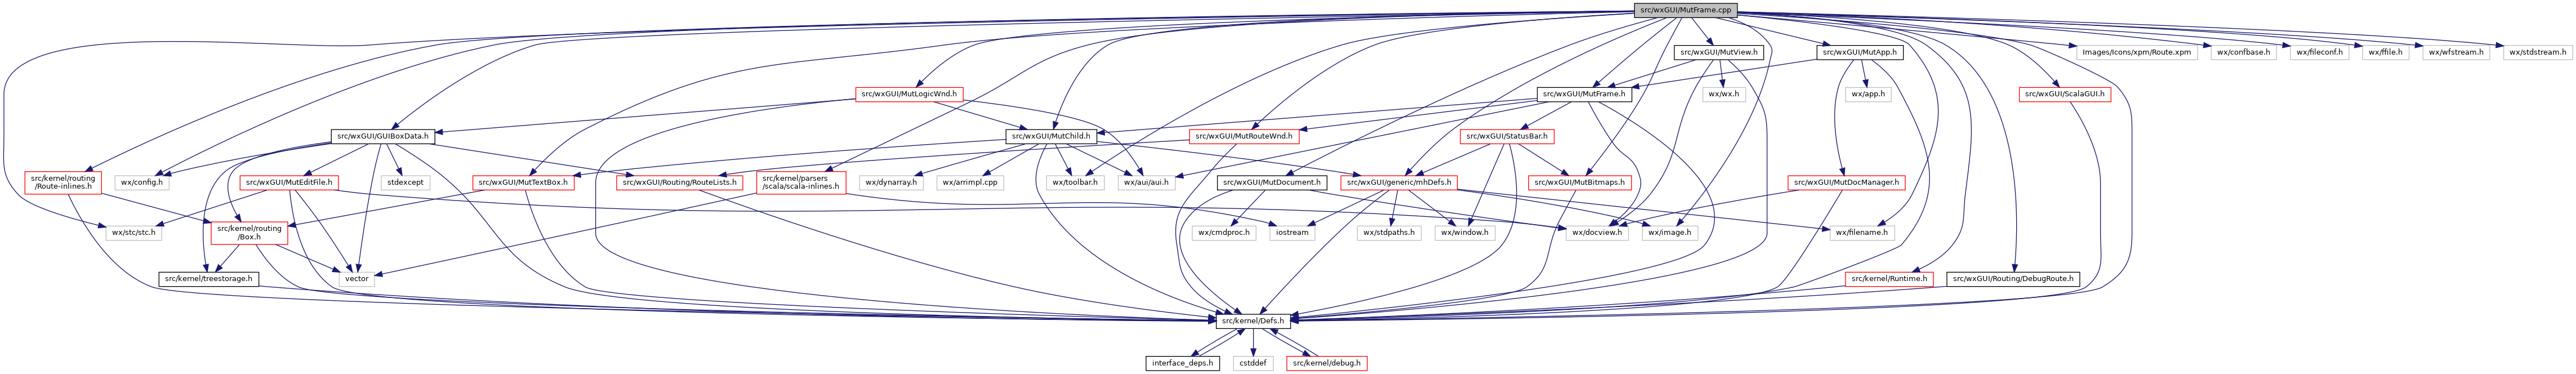 src/wxGUI/MutFrame.cpp
src/wxGUI/MutView.h
src/wxGUI/MutApp.h
Images/Icons/xpm/Route.xpm
wx/confbase.h
wx/fileconf.h
wx/ffile.h
wx/wfstream.h
wx/stdstream.h
src/wxGUI/MutLogicWnd.h
src/wxGUI/MutFrame.h
wx/wx.h
wx/app.h
src/wxGUI/ScalaGUI.h
src/wxGUI/GUIBoxData.h
src/wxGUI/MutChild.h
src/wxGUI/MutRouteWnd.h
src/wxGUI/StatusBar.h
src/kernel/routing
/Route-inlines.h
wx/config.h
src/wxGUI/MutEditFile.h
stdexcept
src/wxGUI/MutTextBox.h
src/wxGUI/Routing/RouteLists.h
src/kernel/parsers
/scala/scala-inlines.h
wx/dynarray.h
wx/arrimpl.cpp
wx/toolbar.h
wx/aui/aui.h
src/wxGUI/MutDocument.h
src/wxGUI/generic/mhDefs.h
src/wxGUI/MutBitmaps.h
src/wxGUI/MutDocManager.h
wx/stc/stc.h
src/kernel/routing
/Box.h
wx/cmdproc.h
iostream
wx/stdpaths.h
wx/window.h
wx/docview.h
wx/image.h
wx/filename.h
src/kernel/treestorage.h
vector
src/kernel/Runtime.h
src/wxGUI/Routing/DebugRoute.h
src/kernel/Defs.h
interface_deps.h
cstddef
src/kernel/debug.h